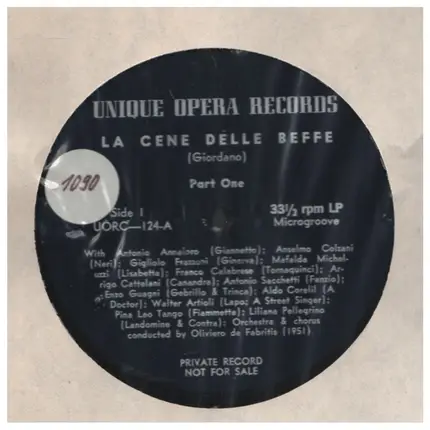 UNIQUE OPERA RECORDS
LA CENE DELLE BEFFE
(Giordano)
Part One
1090
Side 1
UORC—124-A
33⅓ rpm LP
Microgroove
With Antonio Annaloro (Giannetto); Anselmo Colzani
(Neri); Gigliola Frazzoni (Ginevra); Mafalda Michel-
uzzi (Lisabetta); Franco Calabrese (Tornaquinci); Ar-
rigo Cattelani (Calandra); Antonio Sacchetti (Fanzio);
Enzo Guagni (Gabrillo & Trinca); Aldo Corelli (A
Doctor); Walter Artioli (Lapo; A Street Singer);
Pina Leo Tango (Fiammetta); Liliana Pellegrino
(Landomine & Contra); Orchestra & chorus
conducted by Oliviero de Fabritiis (1951)
PRIVATE RECORD
NOT FOR SALE